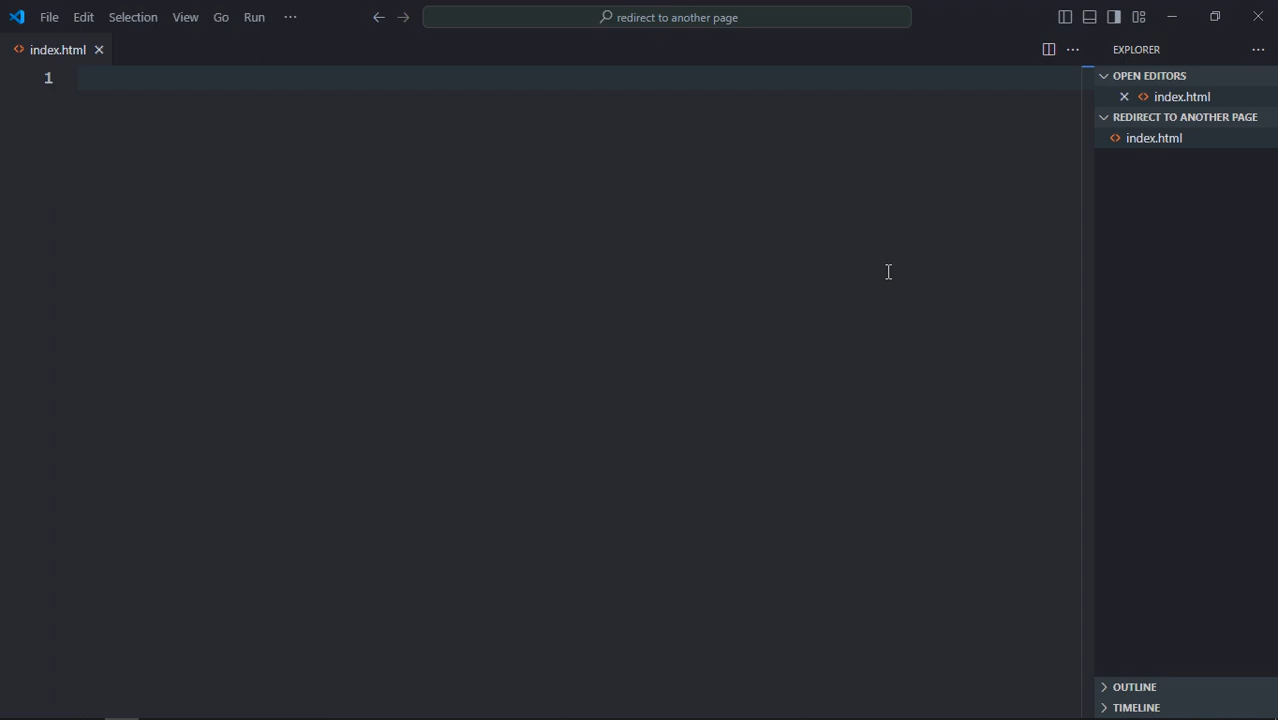 File Edit Selection View Go Run ··· redirect to another page
index.html
EXPLORER
1
OPEN EDITORS
index.html
REDIRECT TO ANOTHER PAGE
index.html
OUTLINE
TIMELINE